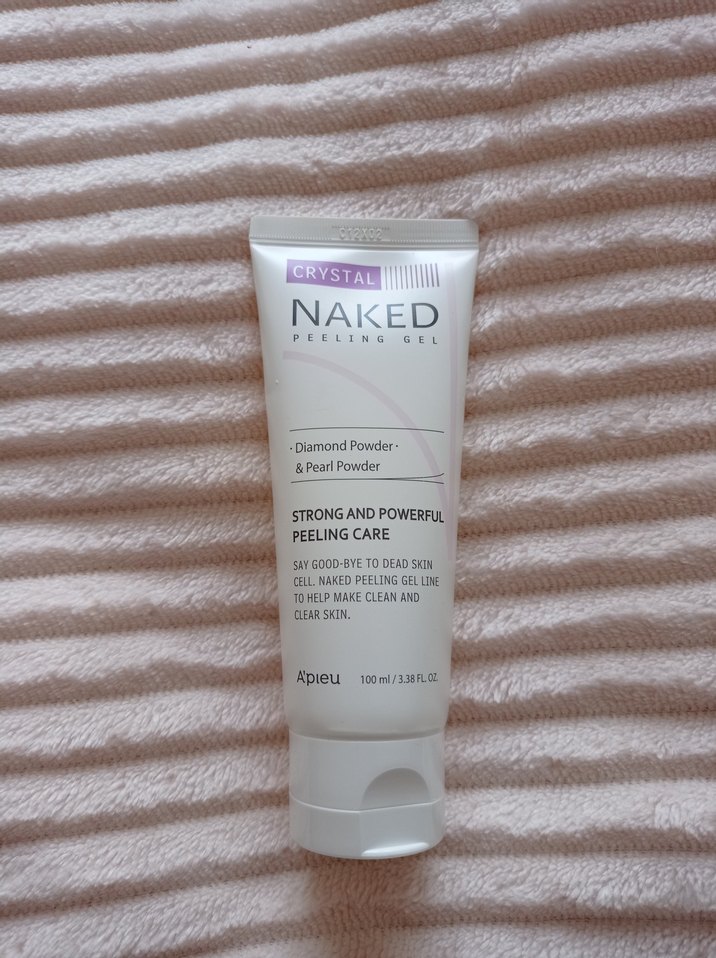 CRYSTAL
NAKED
PEELING GEL
· Diamond Powder ·
& Pearl Powder
STRONG AND POWERFUL
PEELING CARE
SAY GOOD-BYE TO DEAD SKIN
CELL. NAKED PEELING GEL LINE
TO HELP MAKE CLEAN AND
CLEAR SKIN.
A'pieu
100 ml / 3.38 FL. OZ.